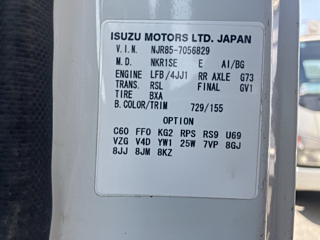 ISUZU MOTORS LTD. JAPAN
V.I.N. NJR85-7056829
M.D. NKR1SE E AI/BG
ENGINE LFB/4JJ1 RR AXLE G73
TRANS. RSL FINAL GV1
TIRE BXA
B.COLOR/TRIM 729/155
OPTION
C60 FF0 KG2 RPS RS9 U69
VZG V4D YW1 25W 7VP 8GJ
8JJ 8JM 8KZ